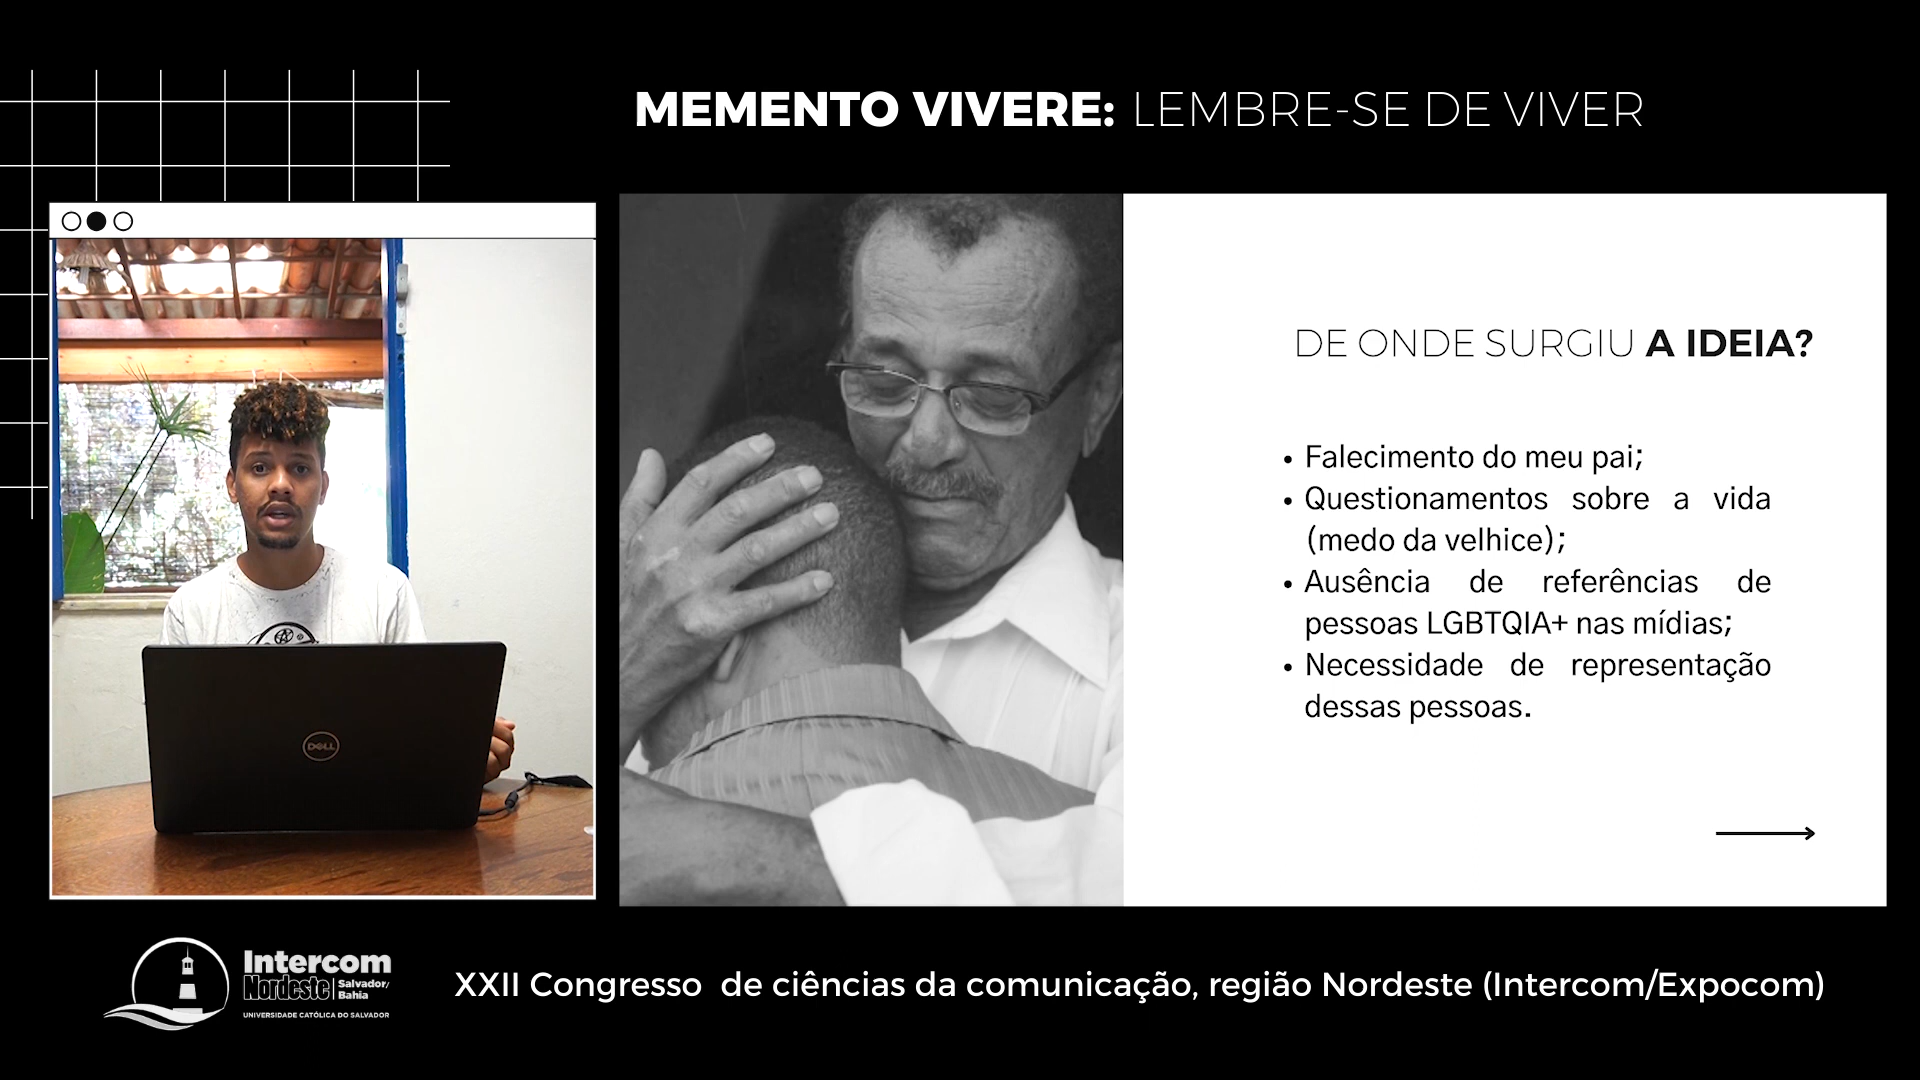 MEMENTO VIVERE: LEMBRE-SE DE VIVER
DE ONDE SURGIU A IDEIA?
• Falecimento do meu pai;
• Questionamentos sobre a vida
(medo da velhice);
• Ausência de referências de
pessoas LGBTQIA+ nas mídias;
• Necessidade de representação
dessas pessoas.
DELL
Intercom
Nordeste
Salvador/
Bahia
UNIVERSIDADE CATÓLICA DO SALVADOR
XXII Congresso de ciências da comunicação, região Nordeste (Intercom/Expocom)